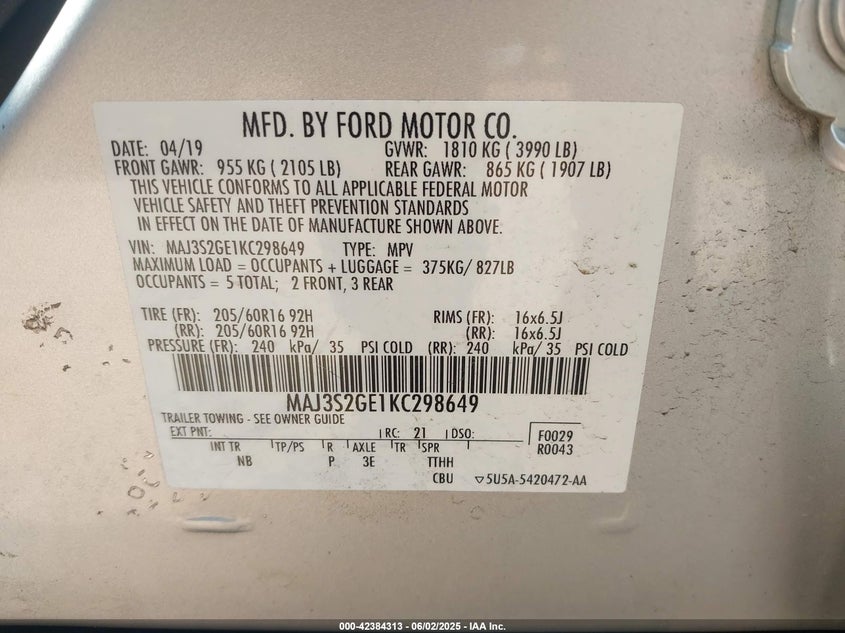 MFD. BY FORD MOTOR CO.
DATE: 04/19 GVWR: 1810 KG ( 3990 LB)
FRONT GAWR: 955 KG ( 2105 LB) REAR GAWR: 865 KG ( 1907 LB)
THIS VEHICLE CONFORMS TO ALL APPLICABLE FEDERAL MOTOR
VEHICLE SAFETY AND THEFT PREVENTION STANDARDS
IN EFFECT ON THE DATE OF MANUFACTURE SHOWN ABOVE.
VIN: MAJ3S2GE1KC298649 TYPE: MPV
MAXIMUM LOAD = OCCUPANTS + LUGGAGE = 375KG/ 827LB
OCCUPANTS = 5 TOTAL; 2 FRONT, 3 REAR
TIRE (FR): 205/60R16 92H RIMS (FR): 16x6.5J
(RR): 205/60R16 92H (RR): 16x6.5J
PRESSURE (FR): 240 kPa/ 35 PSI COLD (RR): 240 kPa/ 35 PSI COLD
MAJ3S2GE1KC298649
TRAILER TOWING - SEE OWNER GUIDE
EXT PNT: RC: 21 DSO: F0029
INT TR TP/PS R AXLE TR SPR R0043
NB P 3E TTHH
CBU ▽5U5A-5420472-AA
000-42384313 - 06/02/2025 - IAA Inc.